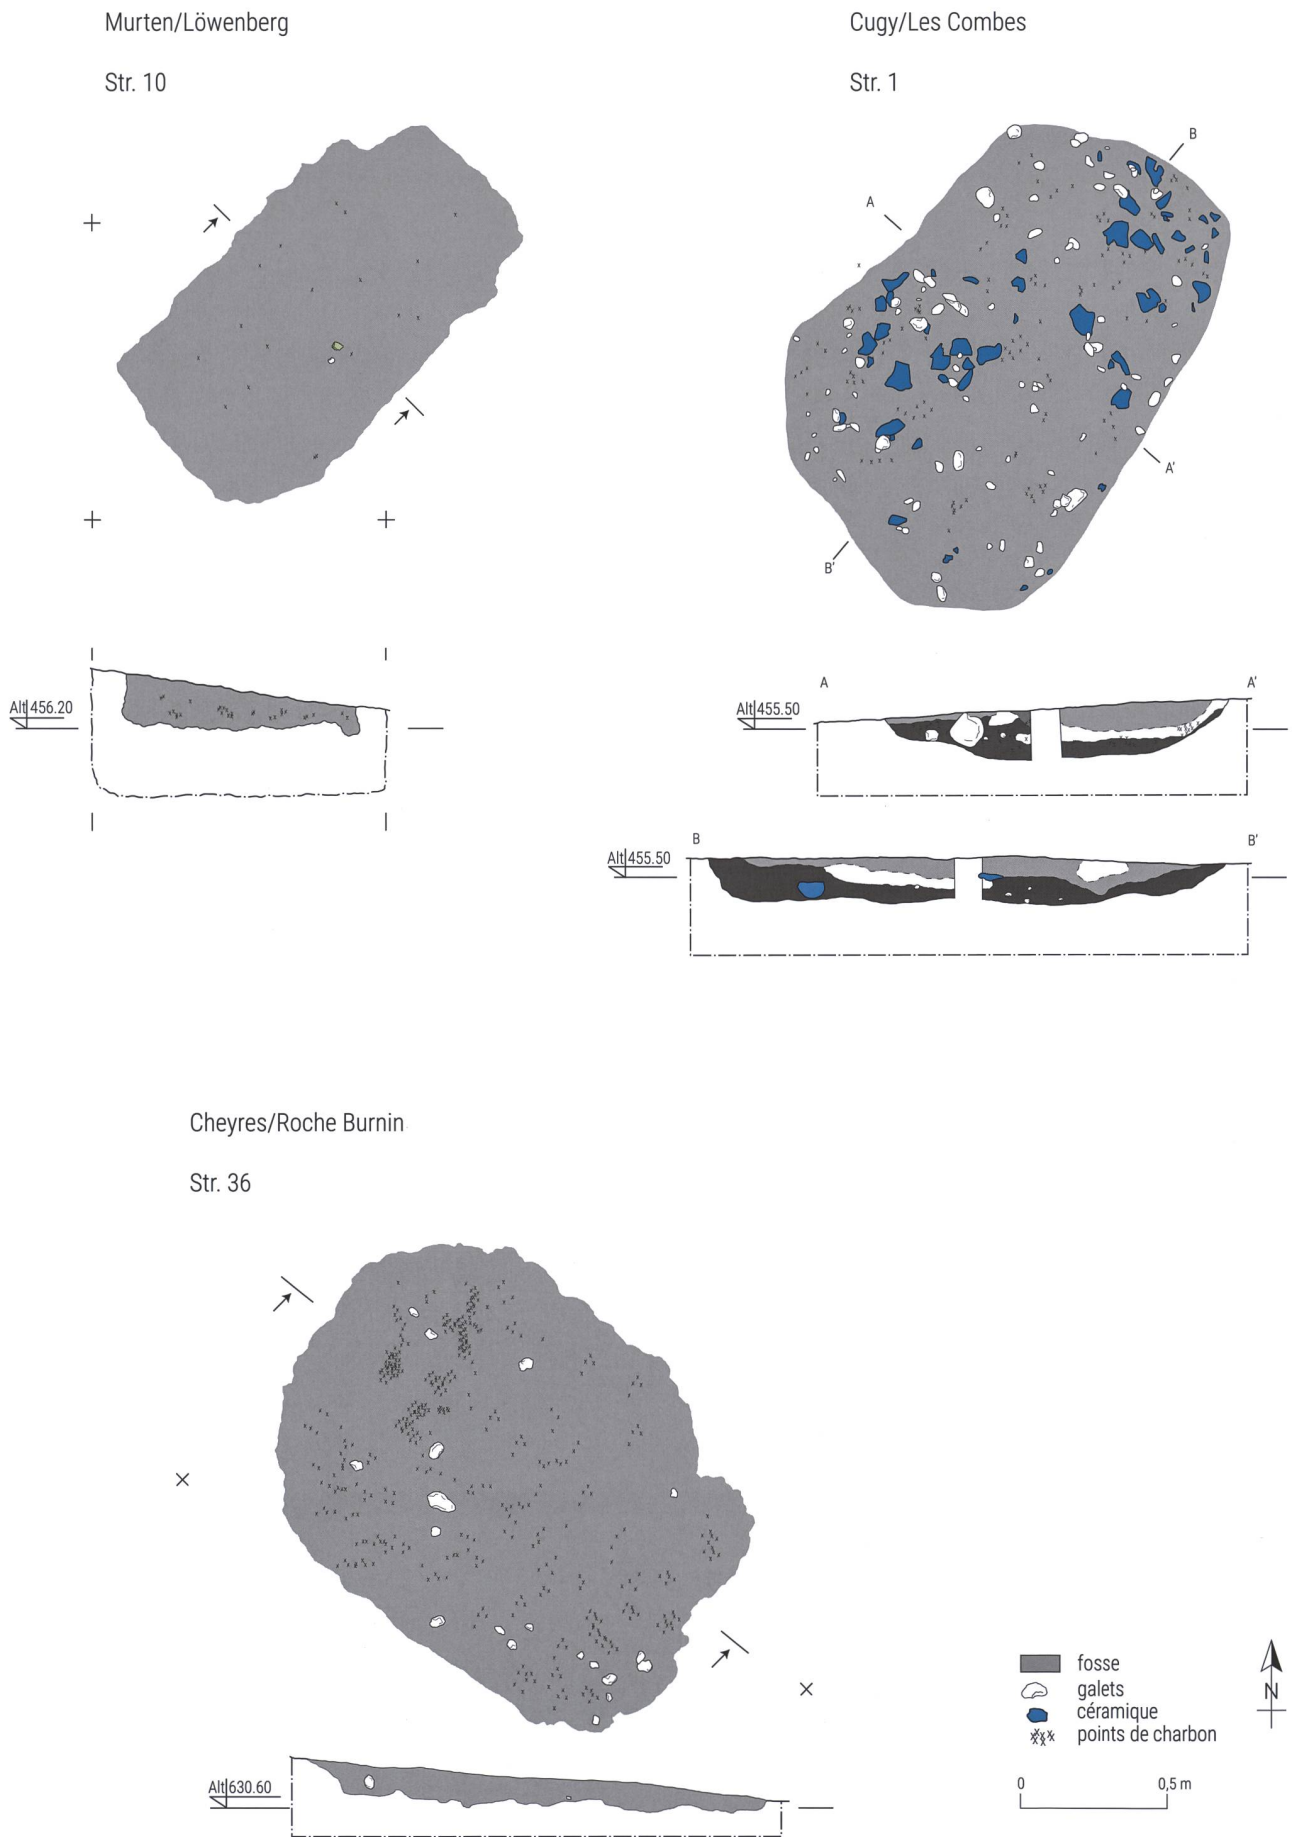 Murten/Löwenberg
Str. 10
Alt 456.20
Cugy/Les Combes
Str. 1
A
B
A'
B'
A
A'
Alt 455.50
B
B'
Alt 455.50
Cheyres/Roche Burnin
Str. 36
Alt 630.60
fosse
galets
céramique
points de charbon
N
0
0,5 m